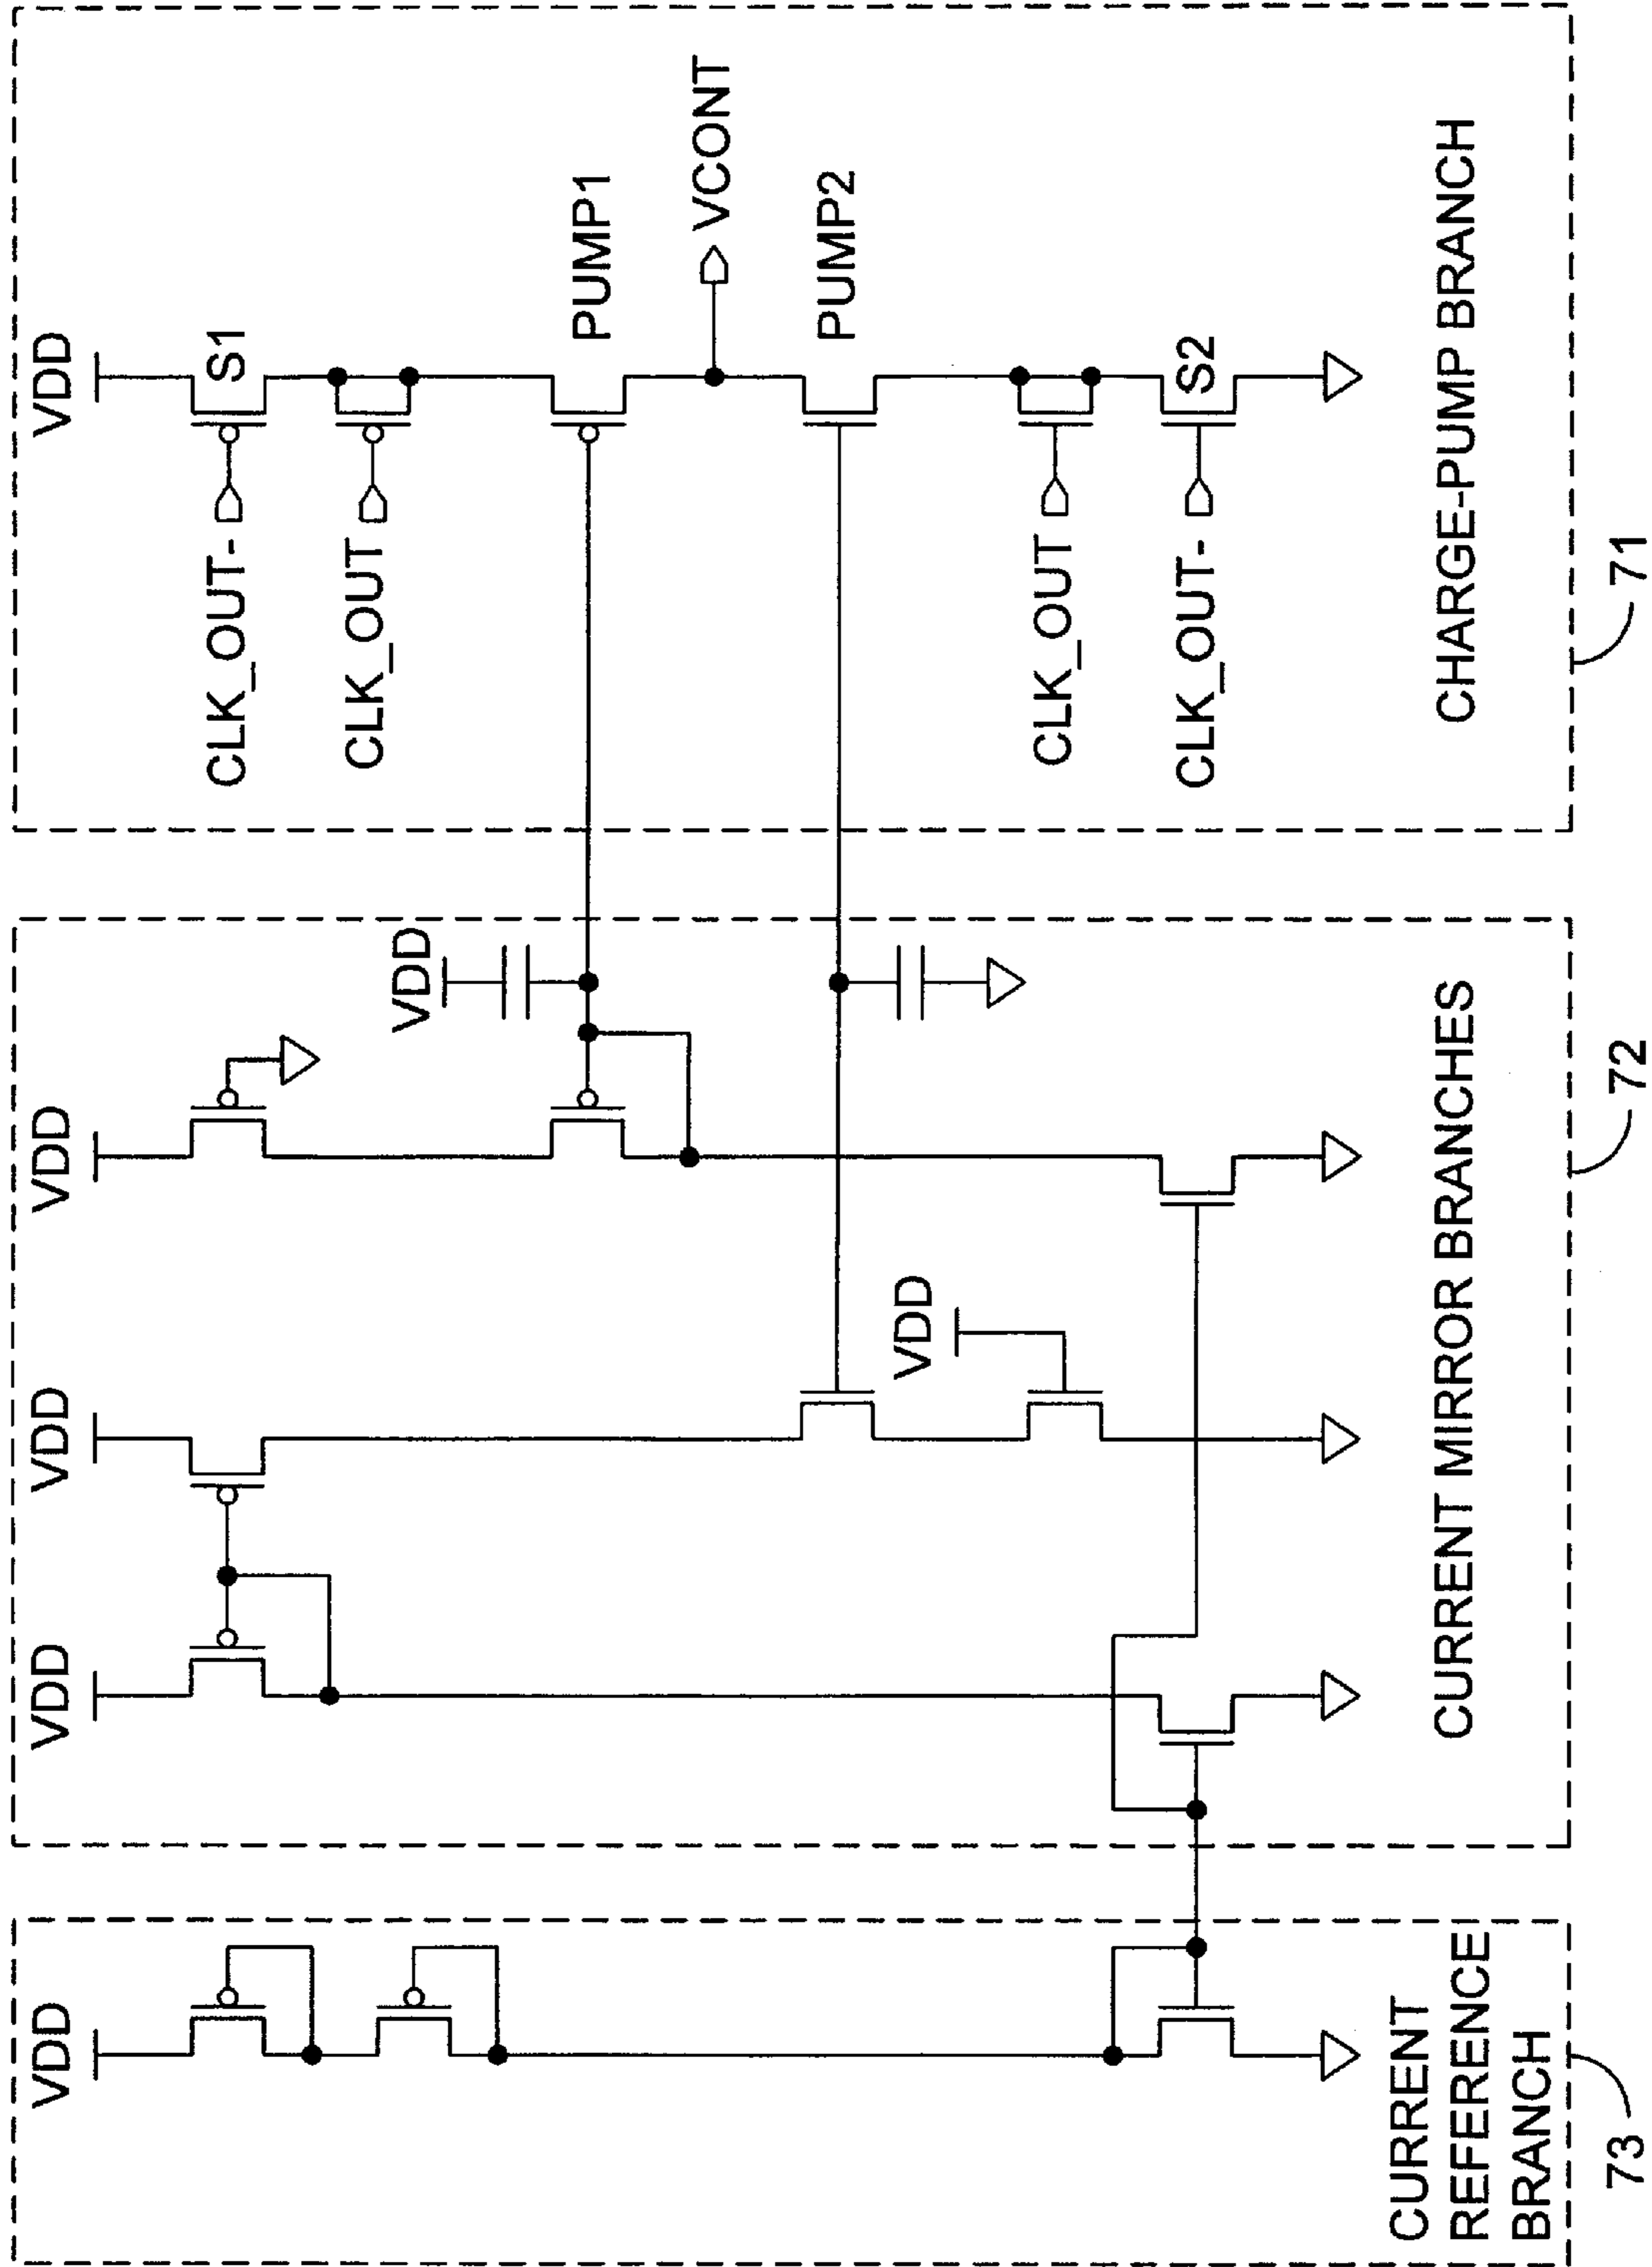 VDD
VDD
VDD
VDD
VDD
S1
CLK_OUT-
CLK_OUT
VDD
PUMP1
VCONT
PUMP2
VDD
CLK_OUT
CLK_OUT-
S2
CURRENT
REFERENCE
BRANCH
CURRENT MIRROR BRANCHES
CHARGE-PUMP BRANCH
73
72
71